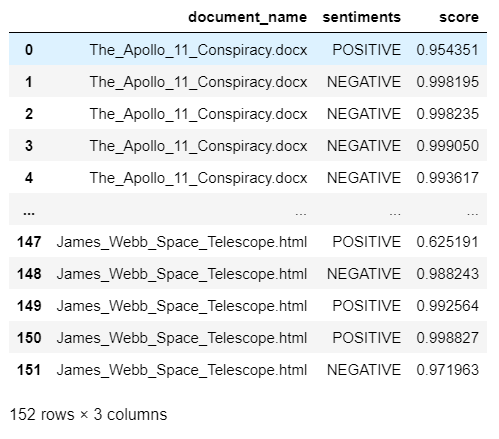 document_name sentiments score
0 The_Apollo_11_Conspiracy.docx POSITIVE 0.954351
1 The_Apollo_11_Conspiracy.docx NEGATIVE 0.998195
2 The_Apollo_11_Conspiracy.docx NEGATIVE 0.998235
3 The_Apollo_11_Conspiracy.docx NEGATIVE 0.999050
4 The_Apollo_11_Conspiracy.docx NEGATIVE 0.993617
... ... ... ...
147 James_Webb_Space_Telescope.html POSITIVE 0.625191
148 James_Webb_Space_Telescope.html NEGATIVE 0.988243
149 James_Webb_Space_Telescope.html POSITIVE 0.992564
150 James_Webb_Space_Telescope.html POSITIVE 0.998827
151 James_Webb_Space_Telescope.html NEGATIVE 0.971963
152 rows × 3 columns